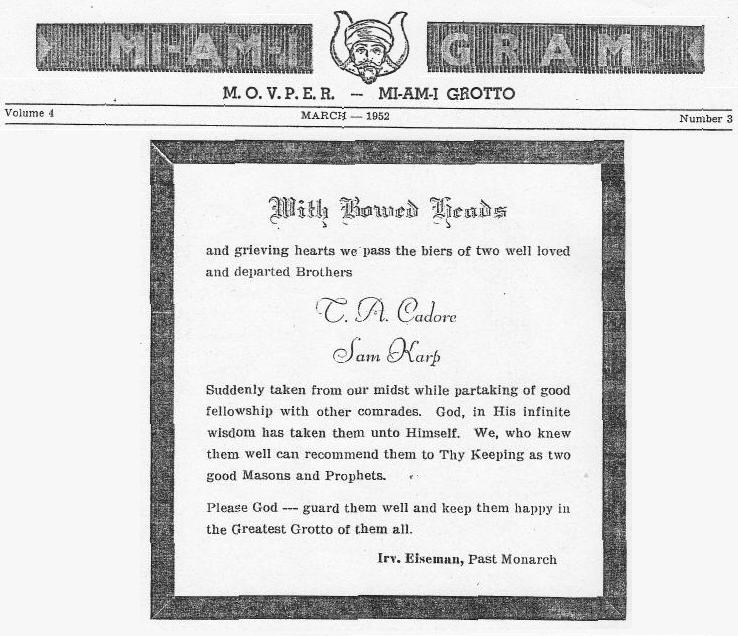 MI-AM-I GRAM
M. O. V. P. E. R. — MI-AM-I GROTTO
Volume 4 MARCH — 1952 Number 3
With Bowed Heads
and grieving hearts we pass the biers of two well loved
and departed Brothers
T. A. Cadore
Sam Karp
Suddenly taken from our midst while partaking of good
fellowship with other comrades. God, in His infinite
wisdom has taken them unto Himself. We, who knew
them well can recommend them to Thy Keeping as two
good Masons and Prophets.
Please God --- guard them well and keep them happy in
the Greatest Grotto of them all.
Irv. Eiseman, Past Monarch